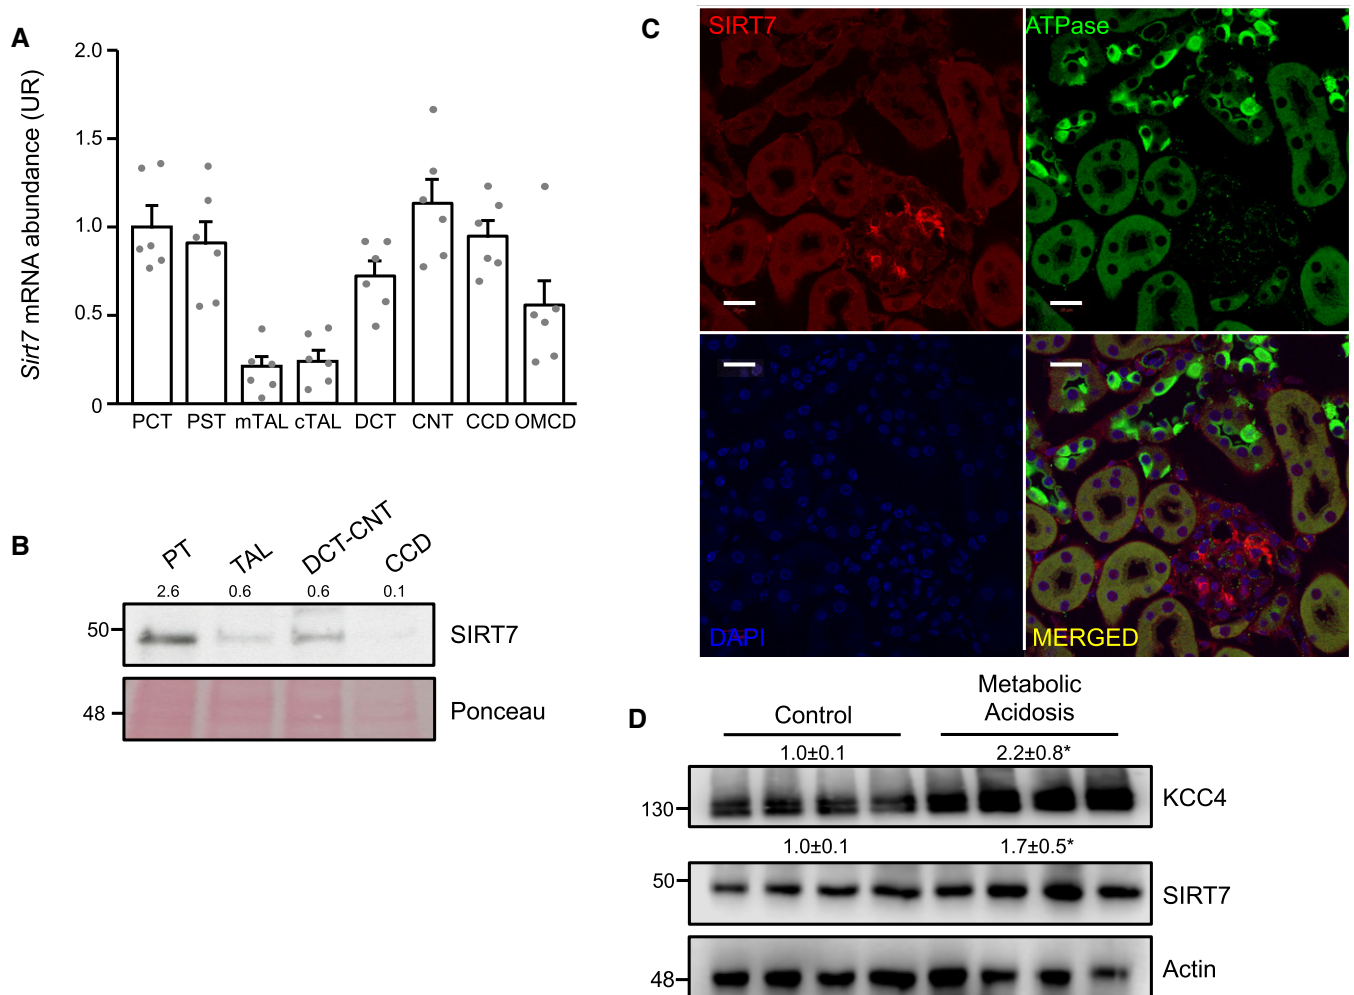 A
Sirt7 mRNA abundance (UR)
2.0
1.5
1.0
0.5
0
PCT PST mTAL cTAL DCT CNT CCD OMCD
B
PT TAL DCT-CNT CCD
2.6 0.6 0.6 0.1
50
SIRT7
48
Ponceau
C
SIRT7
ATPase
DAPI
MERGED
D
Control
Metabolic
Acidosis
1.0±0.1 2.2±0.8*
130
KCC4
1.0±0.1 1.7±0.5*
50
SIRT7
48
Actin